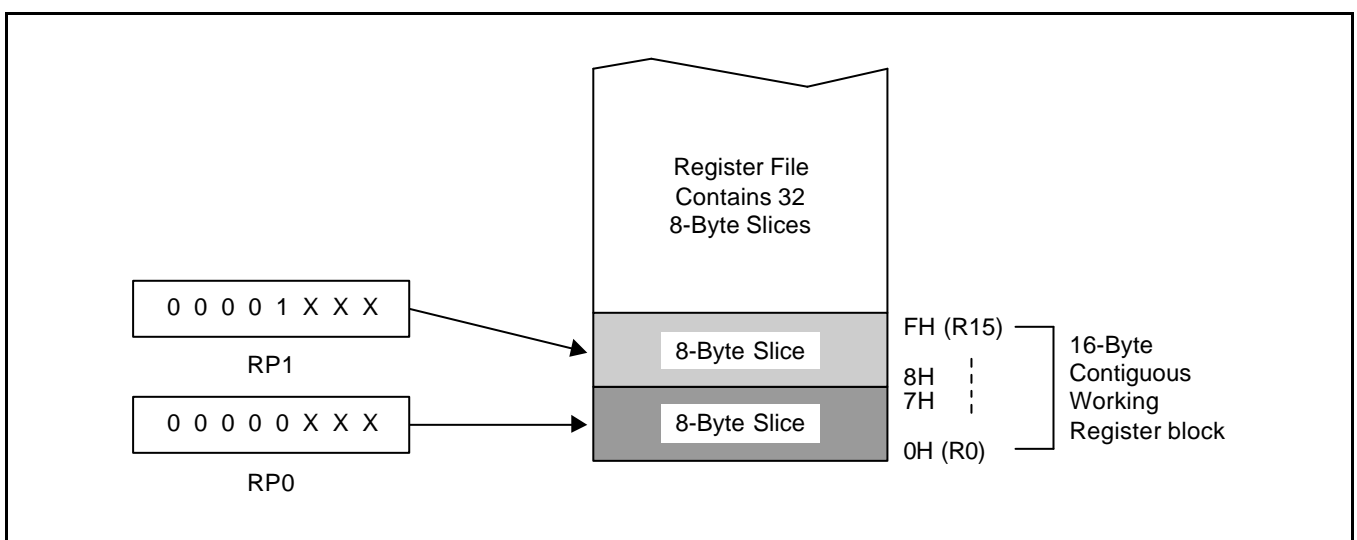 Register File
Contains 32
8-Byte Slices
0 0 0 0 1 X X X
RP1
0 0 0 0 0 X X X
RP0
8-Byte Slice
8-Byte Slice
FH (R15)
8H
7H
0H (R0)
16-Byte
Contiguous
Working
Register block